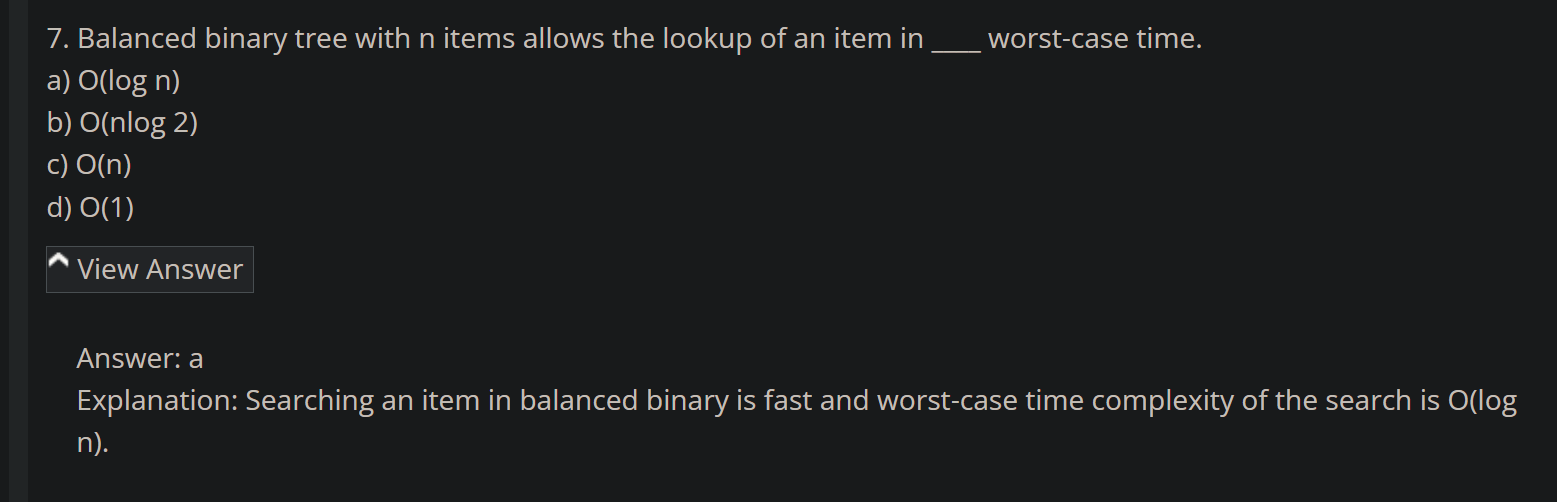 7. Balanced binary tree with n items allows the lookup of an item in ____ worst-case time.
a) O(log n)
b) O(nlog 2)
c) O(n)
d) O(1)
View Answer
Answer: a
Explanation: Searching an item in balanced binary is fast and worst-case time complexity of the search is O(log
n).